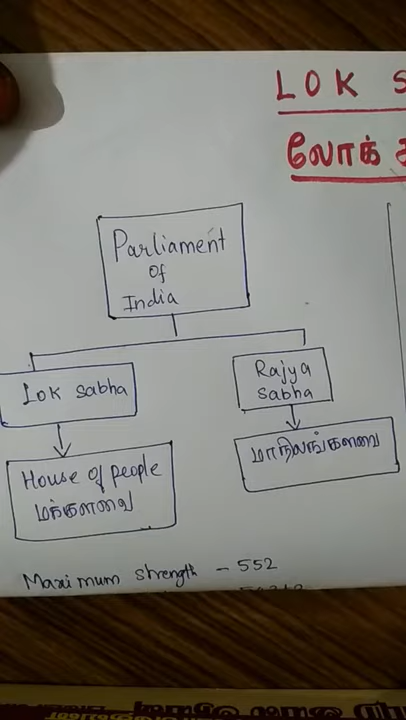 LOK S
லோக் ச
Parliament
of
India
Lok sabha
Rajya
sabha
House of people
மக்களவை
மாநிலங்களவை
Maximum strength - 552